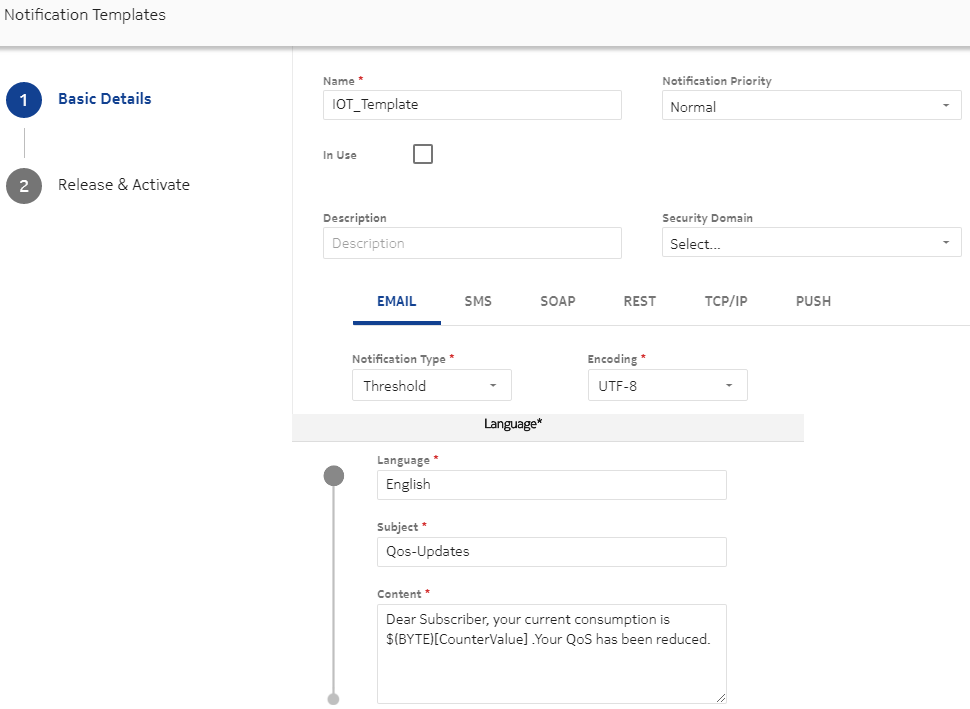 Notification Templates
1 Basic Details
2 Release & Activate
Name * Notification Priority
IOT_Template Normal
In Use
Description Security Domain
Description Select...
EMAIL SMS SOAP REST TCP/IP PUSH
Notification Type * Encoding *
Threshold UTF-8
Language*
Language *
English
Subject *
Qos-Updates
Content *
Dear Subscriber, your current consumption is
$(BYTE)[CounterValue] .Your QoS has been reduced.